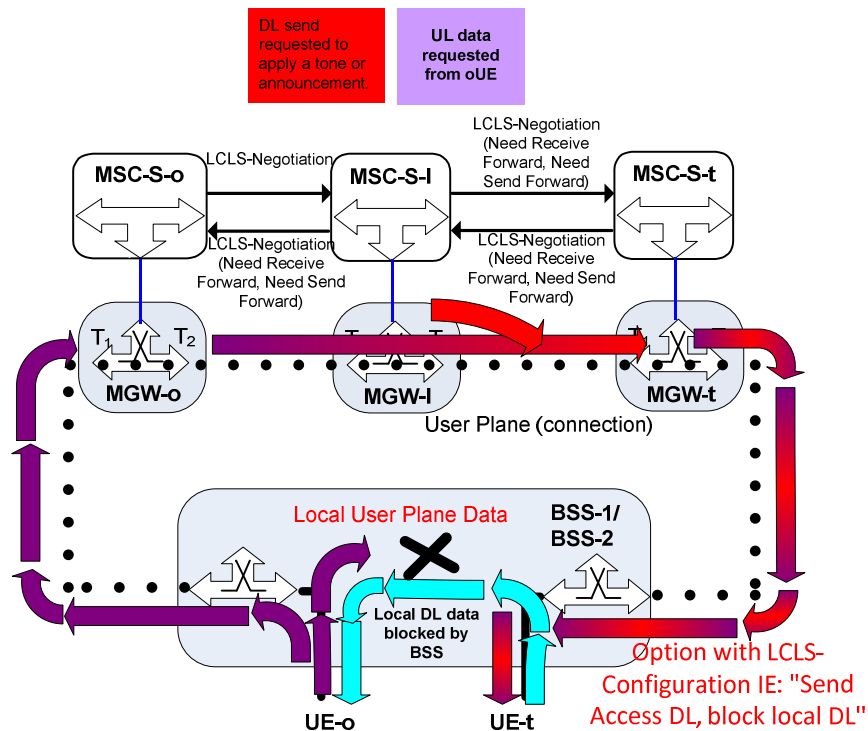 DL send
requested to
apply a tone or
announcement.
UL data
requested
from oUE
LCLS-Negotiation
(Need Receive
Forward, Need
Send Forward)
LCLS-Negotiation
MSC-S-o
MSC-S-I
MSC-S-t
LCLS-Negotiation
(Need Receive
Forward, Need Send
Forward)
LCLS-Negotiation
(Need Receive
Forward, Need Send
Forward)
T1
T2
MGW-o
MGW-I
MGW-t
User Plane (connection)
Local User Plane Data
BSS-1/
BSS-2
Local DL data
blocked by
BSS
Option with LCLS-
Configuration IE: "Send
Access DL, block local DL"
UE-o
UE-t